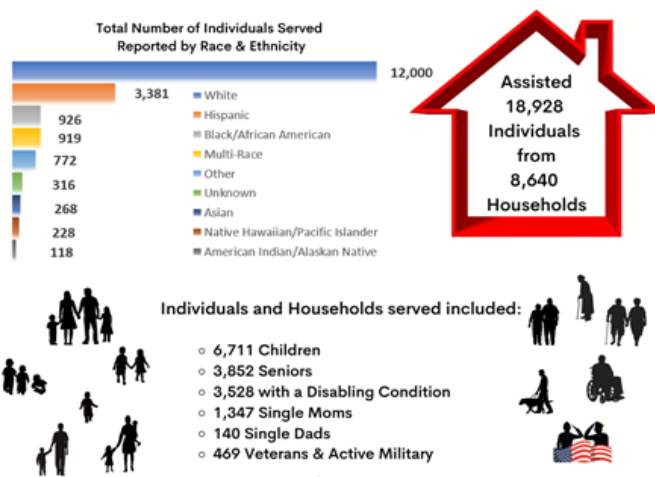 Total Number of Individuals Served
Reported by Race & Ethnicity
12,000
3,381
926
919
772
316
268
228
118
White
Hispanic
Black/African American
Multi-Race
Other
Unknown
Asian
Native Hawaiian/Pacific Islander
American Indian/Alaskan Native
Assisted
18,928
Individuals
from
8,640
Households
Individuals and Households served included:
6,711 Children
3,852 Seniors
3,528 with a Disabling Condition
1,347 Single Moms
140 Single Dads
469 Veterans & Active Military